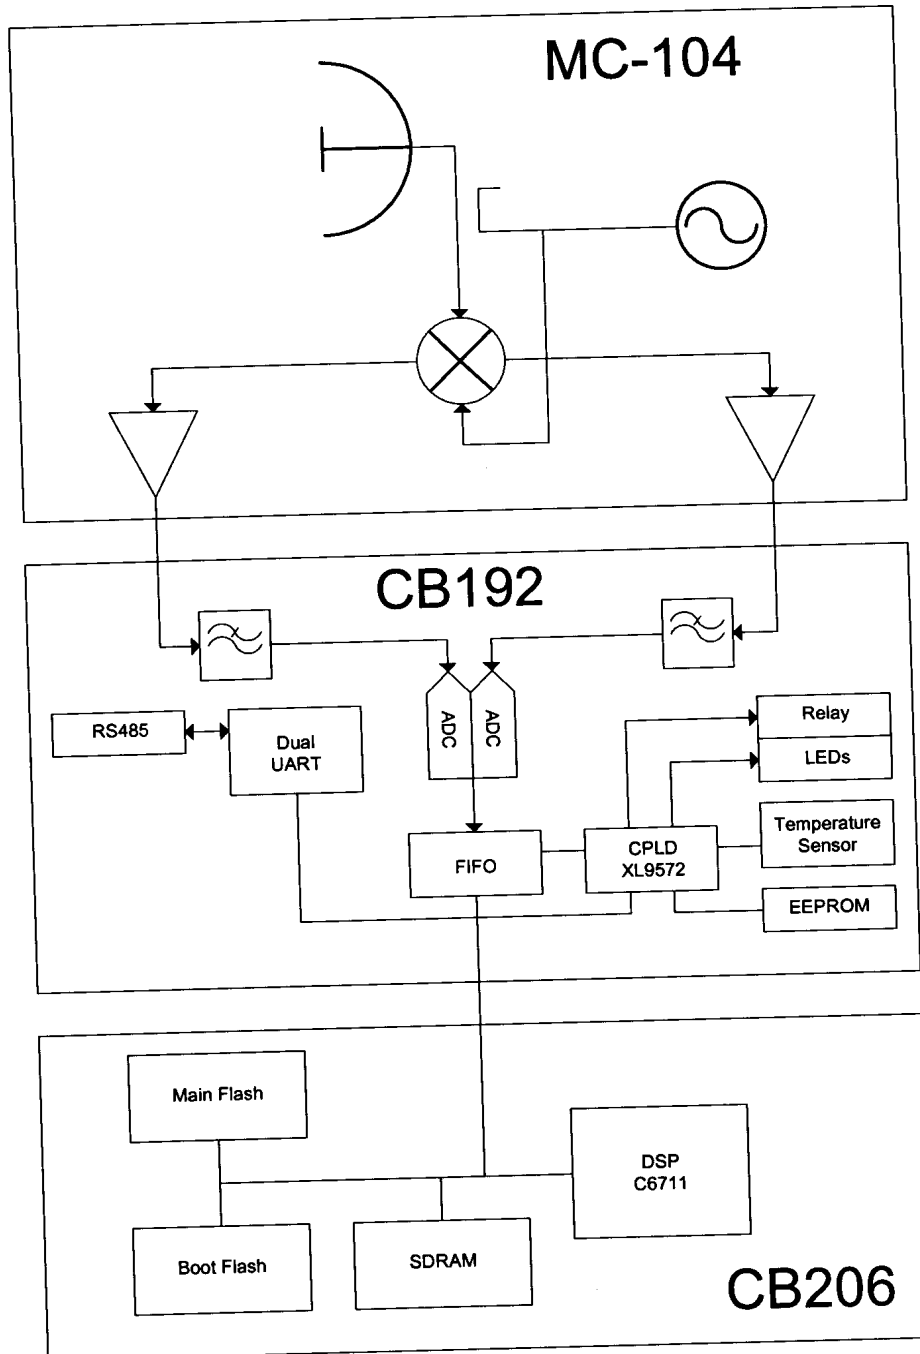 MC-104
CB192
RS485
Dual
UART
ADC
ADC
Relay
LEDs
FIFO
CPLD
XL9572
Temperature
Sensor
EEPROM
Main Flash
DSP
C6711
Boot Flash
SDRAM
CB206